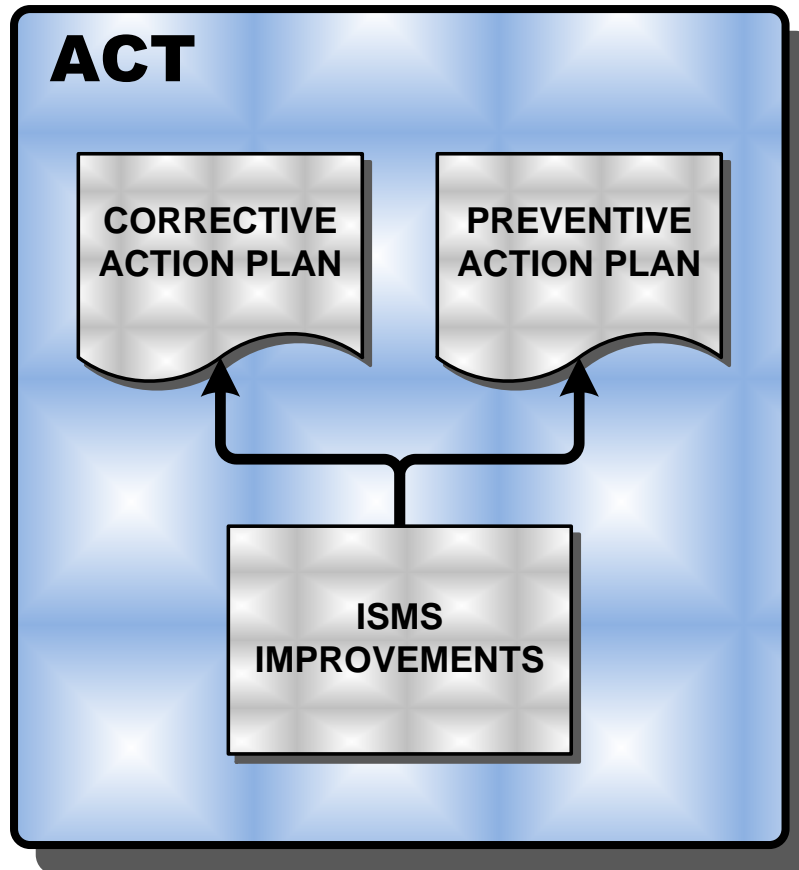 ACT
CORRECTIVE
ACTION PLAN
PREVENTIVE
ACTION PLAN
ISMS
IMPROVEMENTS